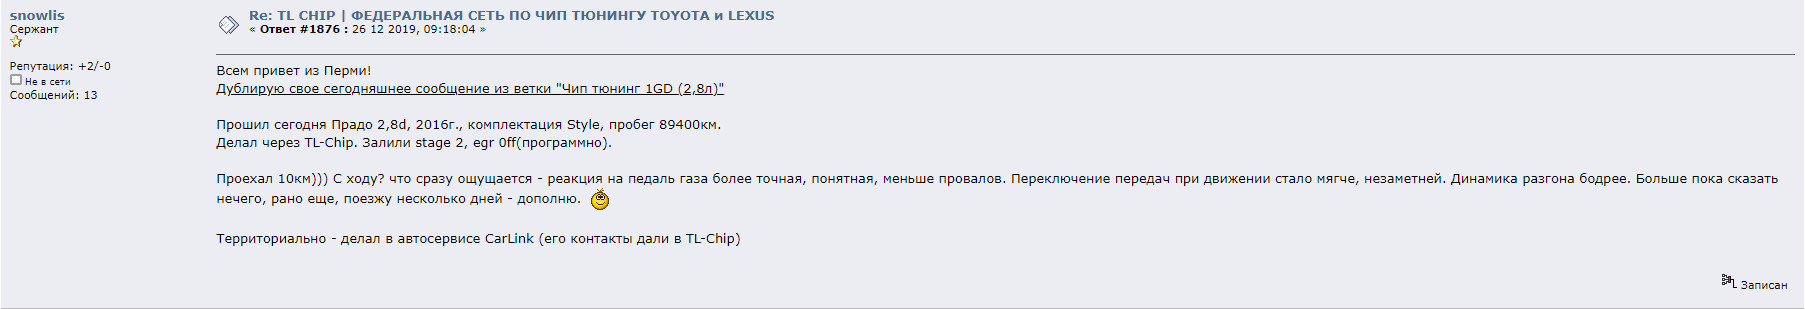 snowlis
Сержант
Репутация: +2/-0
Не в сети
Сообщений: 13
Re: TL CHIP | ФЕДЕРАЛЬНАЯ СЕТЬ ПО ЧИП ТЮНИНГУ TOYOTA и LEXUS
« Ответ #1876 : 26 12 2019, 09:18:04 »
Всем привет из Перми!
Дублирую свое сегодняшнее сообщение из ветки "Чип тюнинг 1GD (2,8л)"
Прошил сегодня Прадо 2,8d, 2016г., комплектация Style, пробег 89400км.
Делал через TL-Chip. Залили stage 2, egr 0ff(программно).
Проехал 10км))) С ходу? что сразу ощущается - реакция на педаль газа более точная, понятная, меньше провалов. Переключение передач при движении стало мягче, незаметней. Динамика разгона бодрее. Больше пока сказать
нечего, рано еще, поезжу несколько дней - дополню.
Территориально - делал в автосервисе CarLink (его контакты дали в TL-Chip)
Записан